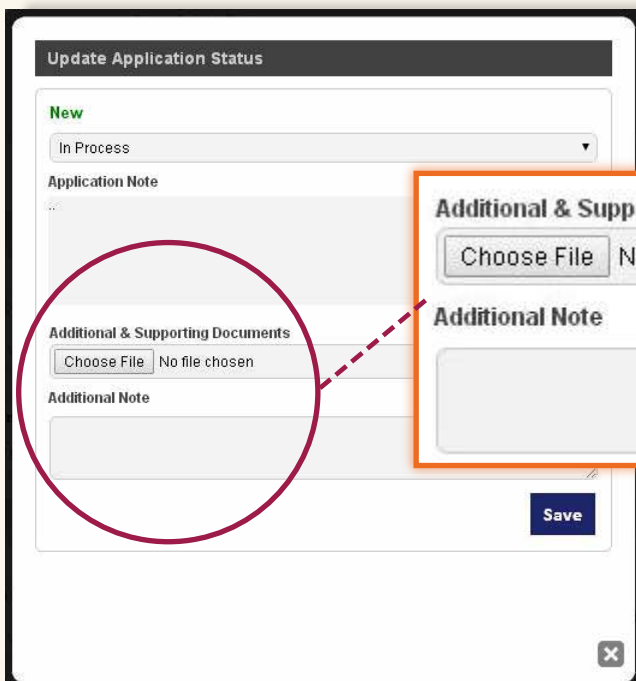 Update Application Status
New
In Process
Application Note
..
Additional & Supporting Documents
Choose File No file chosen
Additional Note
Save
Additional & Supp
Choose File N
Additional Note